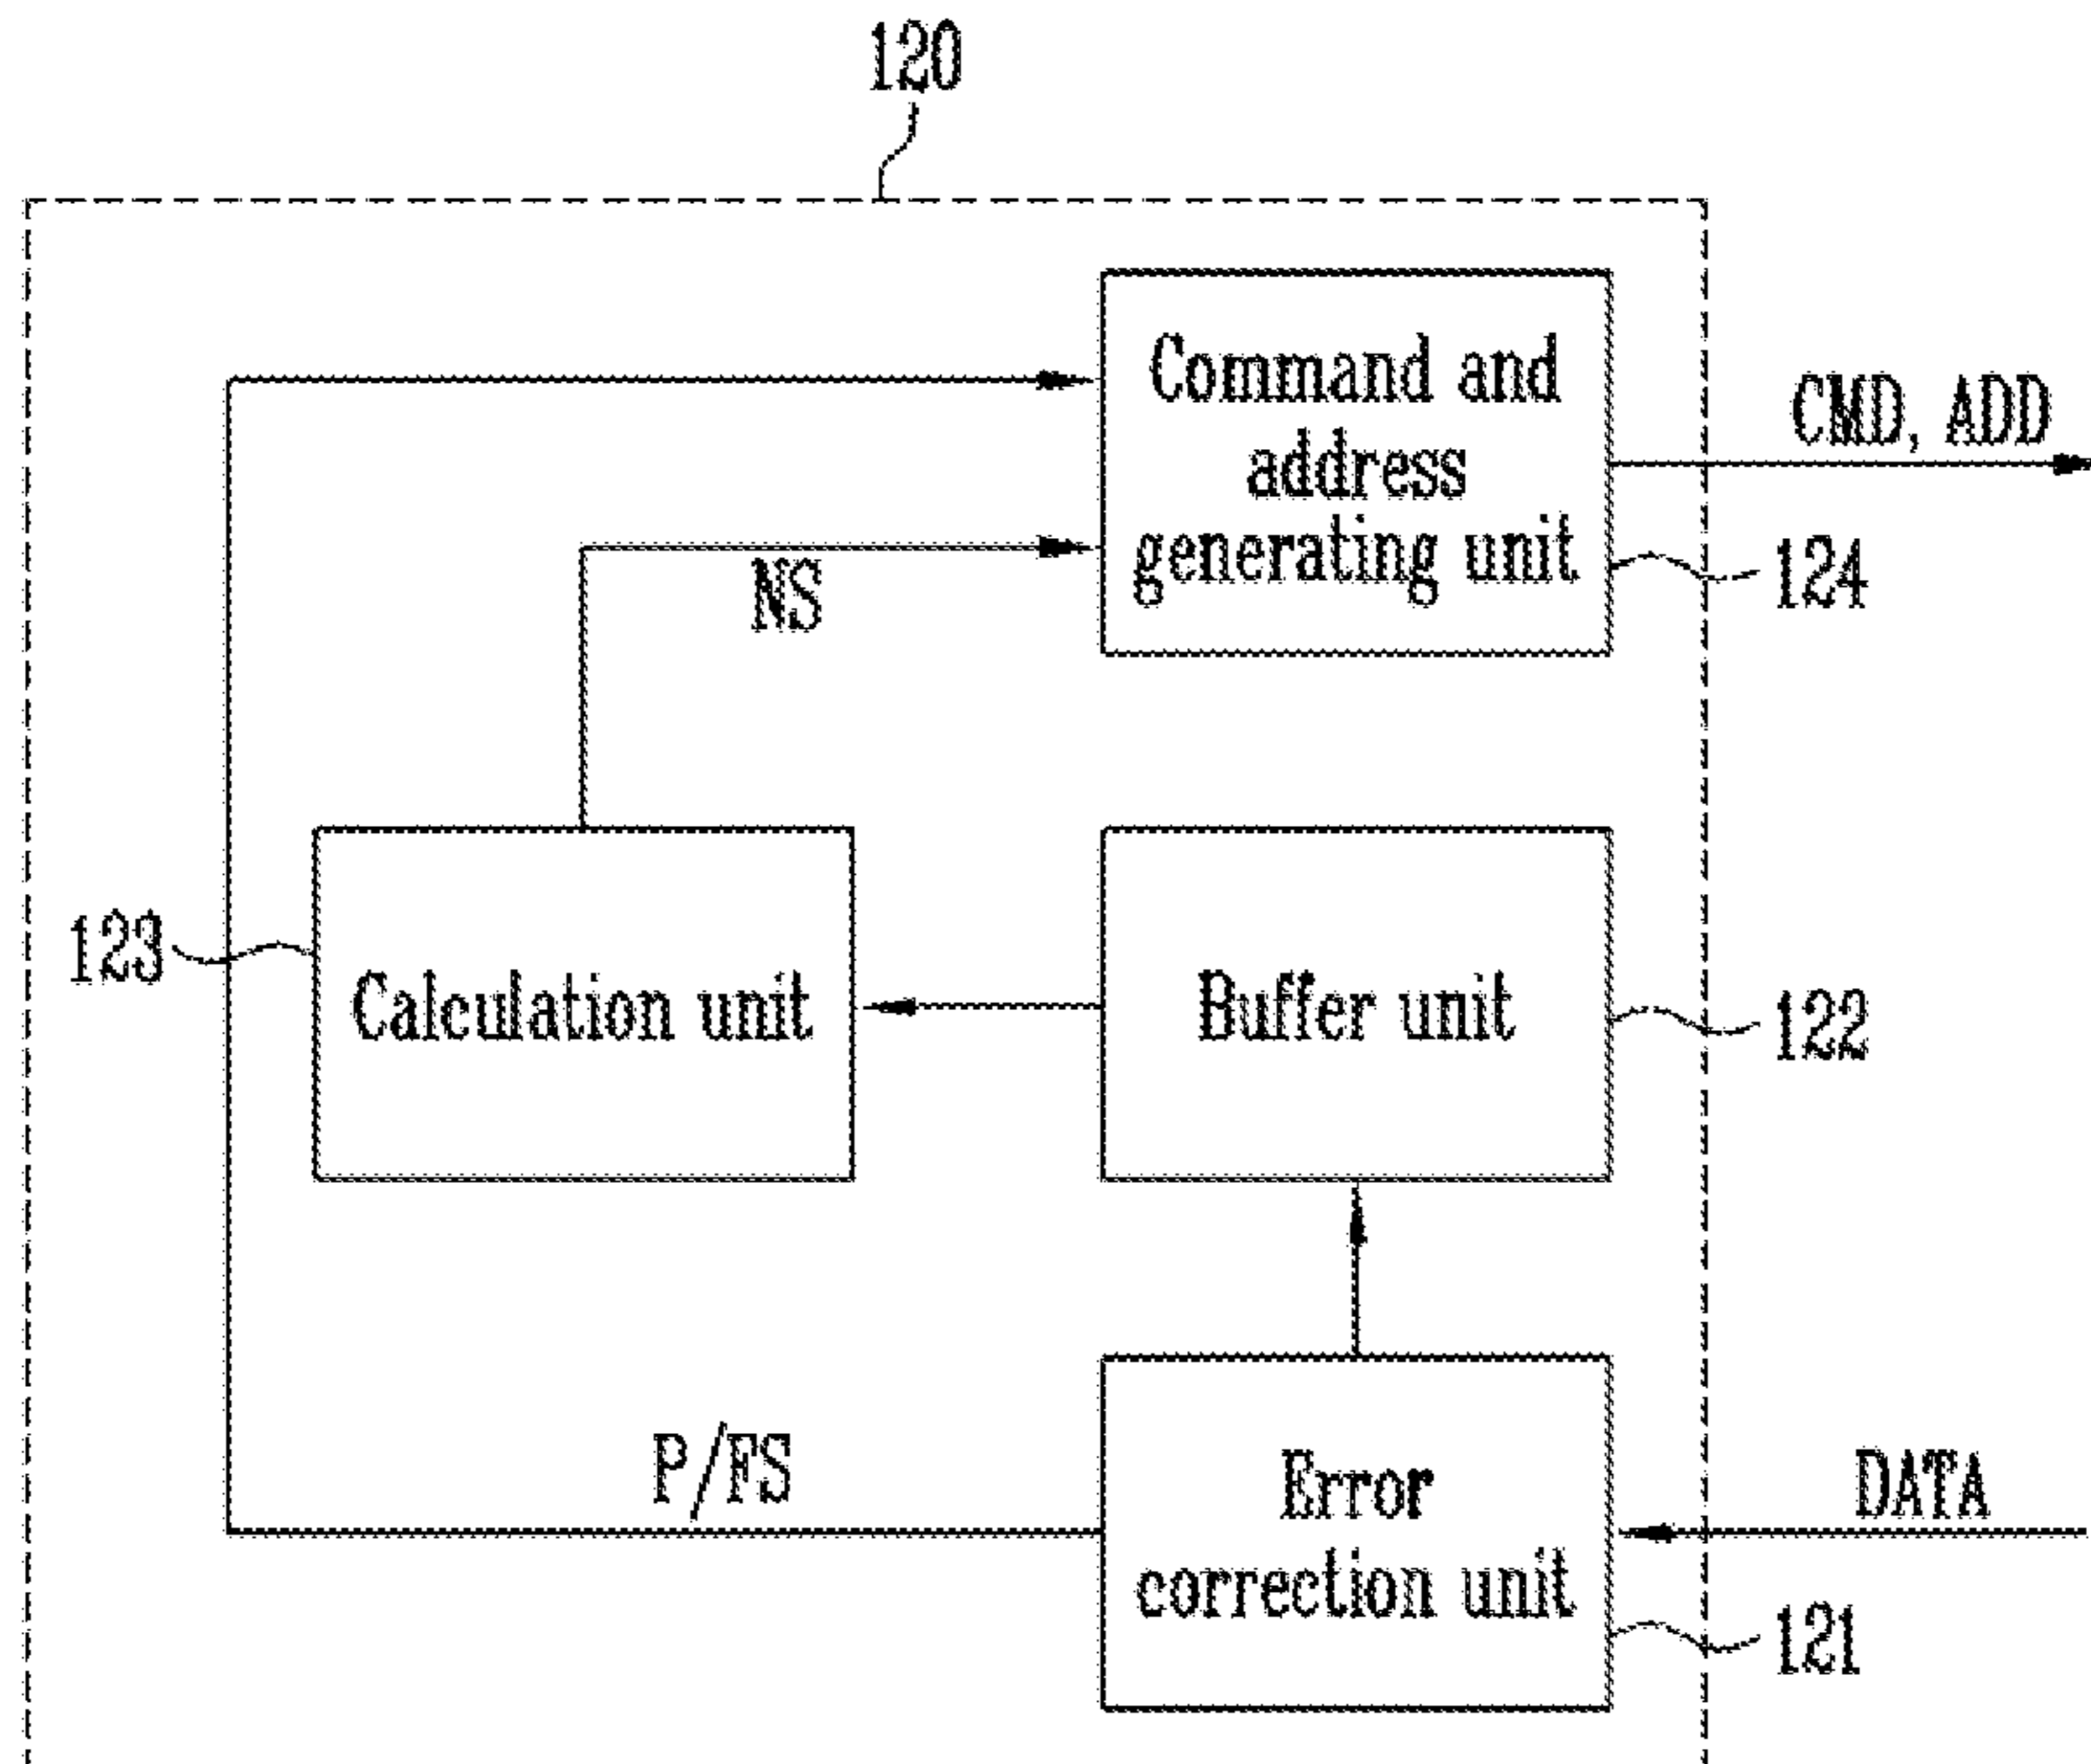 120
Command and
address
generating unit
CMD, ADD
124
NS
123
Calculation unit
Buffer unit
122
P/FS
Error
correction unit
DATA
121